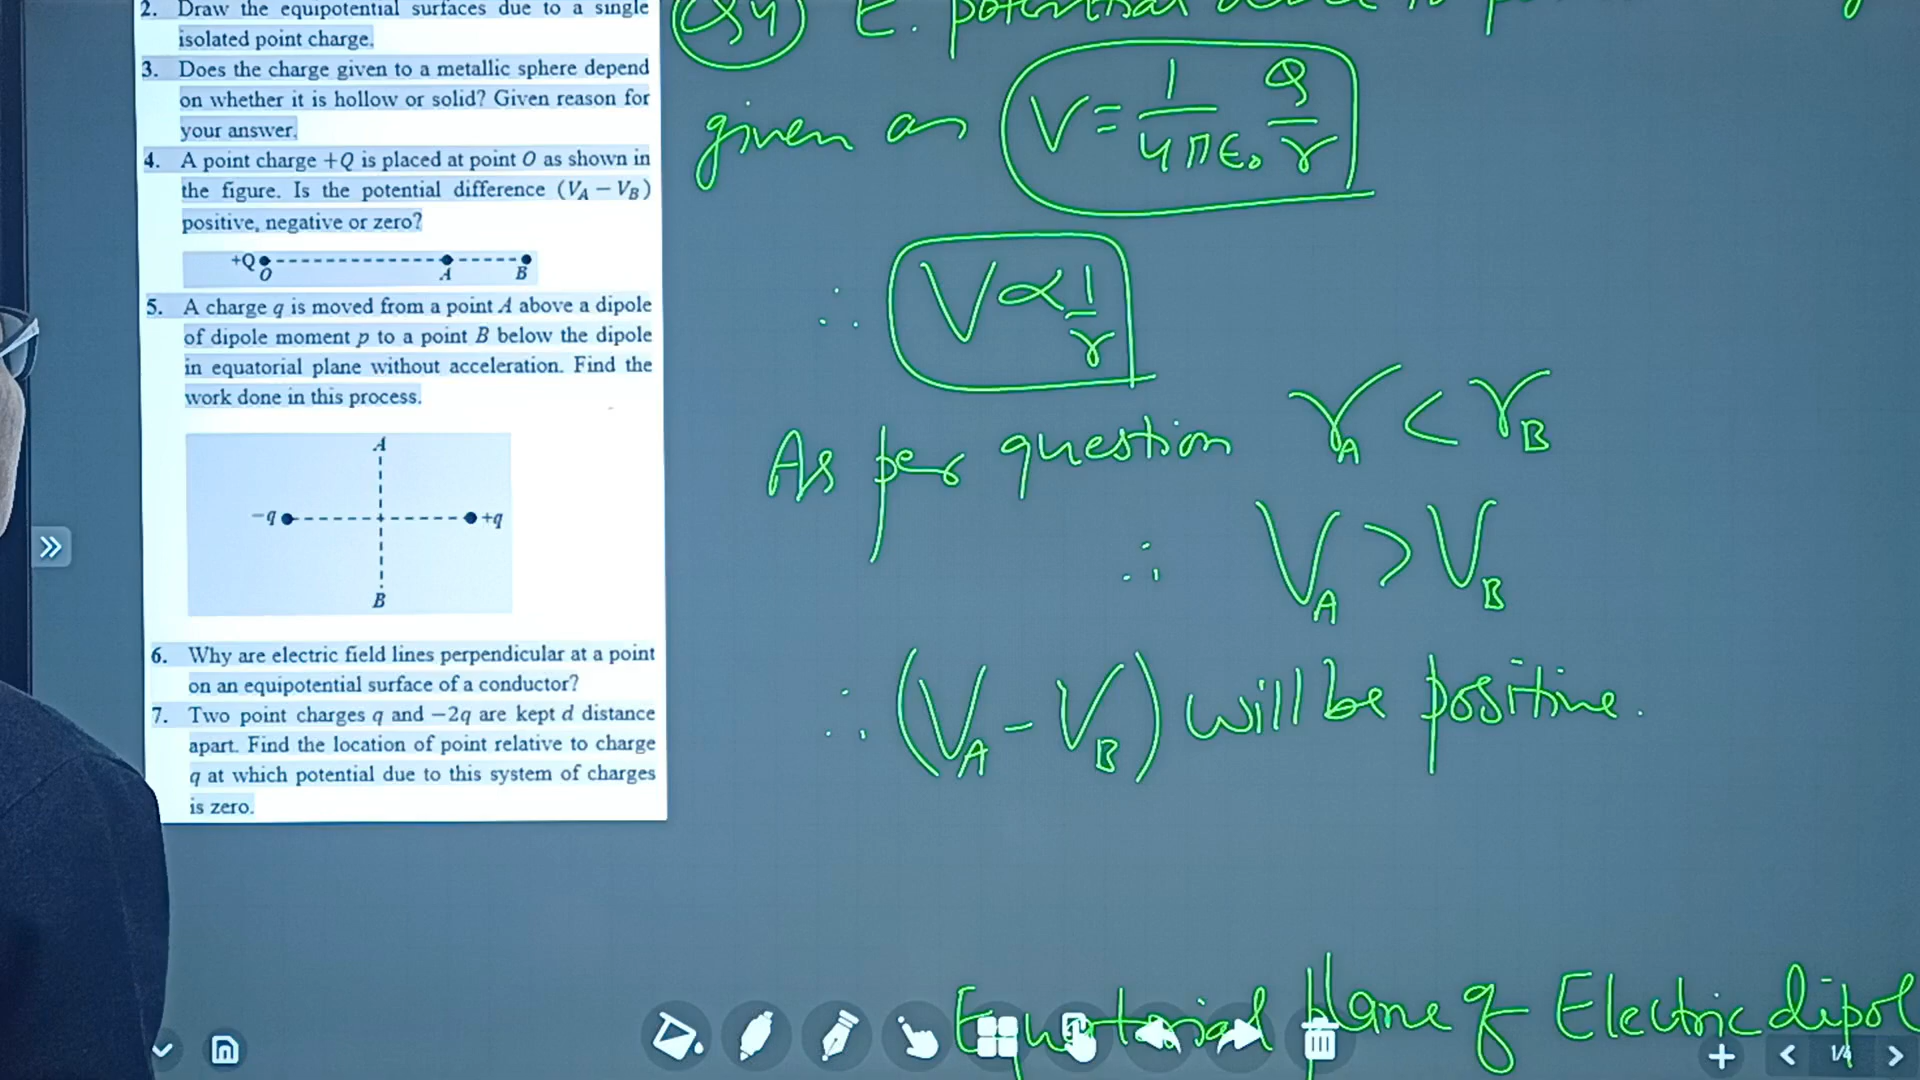 2. Draw the equipotential surfaces due to a single
isolated point charge.
3. Does the charge given to a metallic sphere depend
on whether it is hollow or solid? Given reason for
your answer.
4. A point charge +Q is placed at point O as shown in
the figure. Is the potential difference (V_A − V_B)
positive, negative or zero?
+Q O A B
5. A charge q is moved from a point A above a dipole
of dipole moment p to a point B below the dipole
in equatorial plane without acceleration. Find the
work done in this process.
A
−q +q
B
6. Why are electric field lines perpendicular at a point
on an equipotential surface of a conductor?
7. Two point charges q and −2q are kept d distance
apart. Find the location of point relative to charge
q at which potential due to this system of charges
is zero.
Q4 E. potential
given as V = 1/4πε₀ Q/r
∴ V ∝ 1/r
As per question r_A < r_B
∴ V_A > V_B
∴ (V_A - V_B) will be positive.
Equatorial plane of Electric dipol
1/4